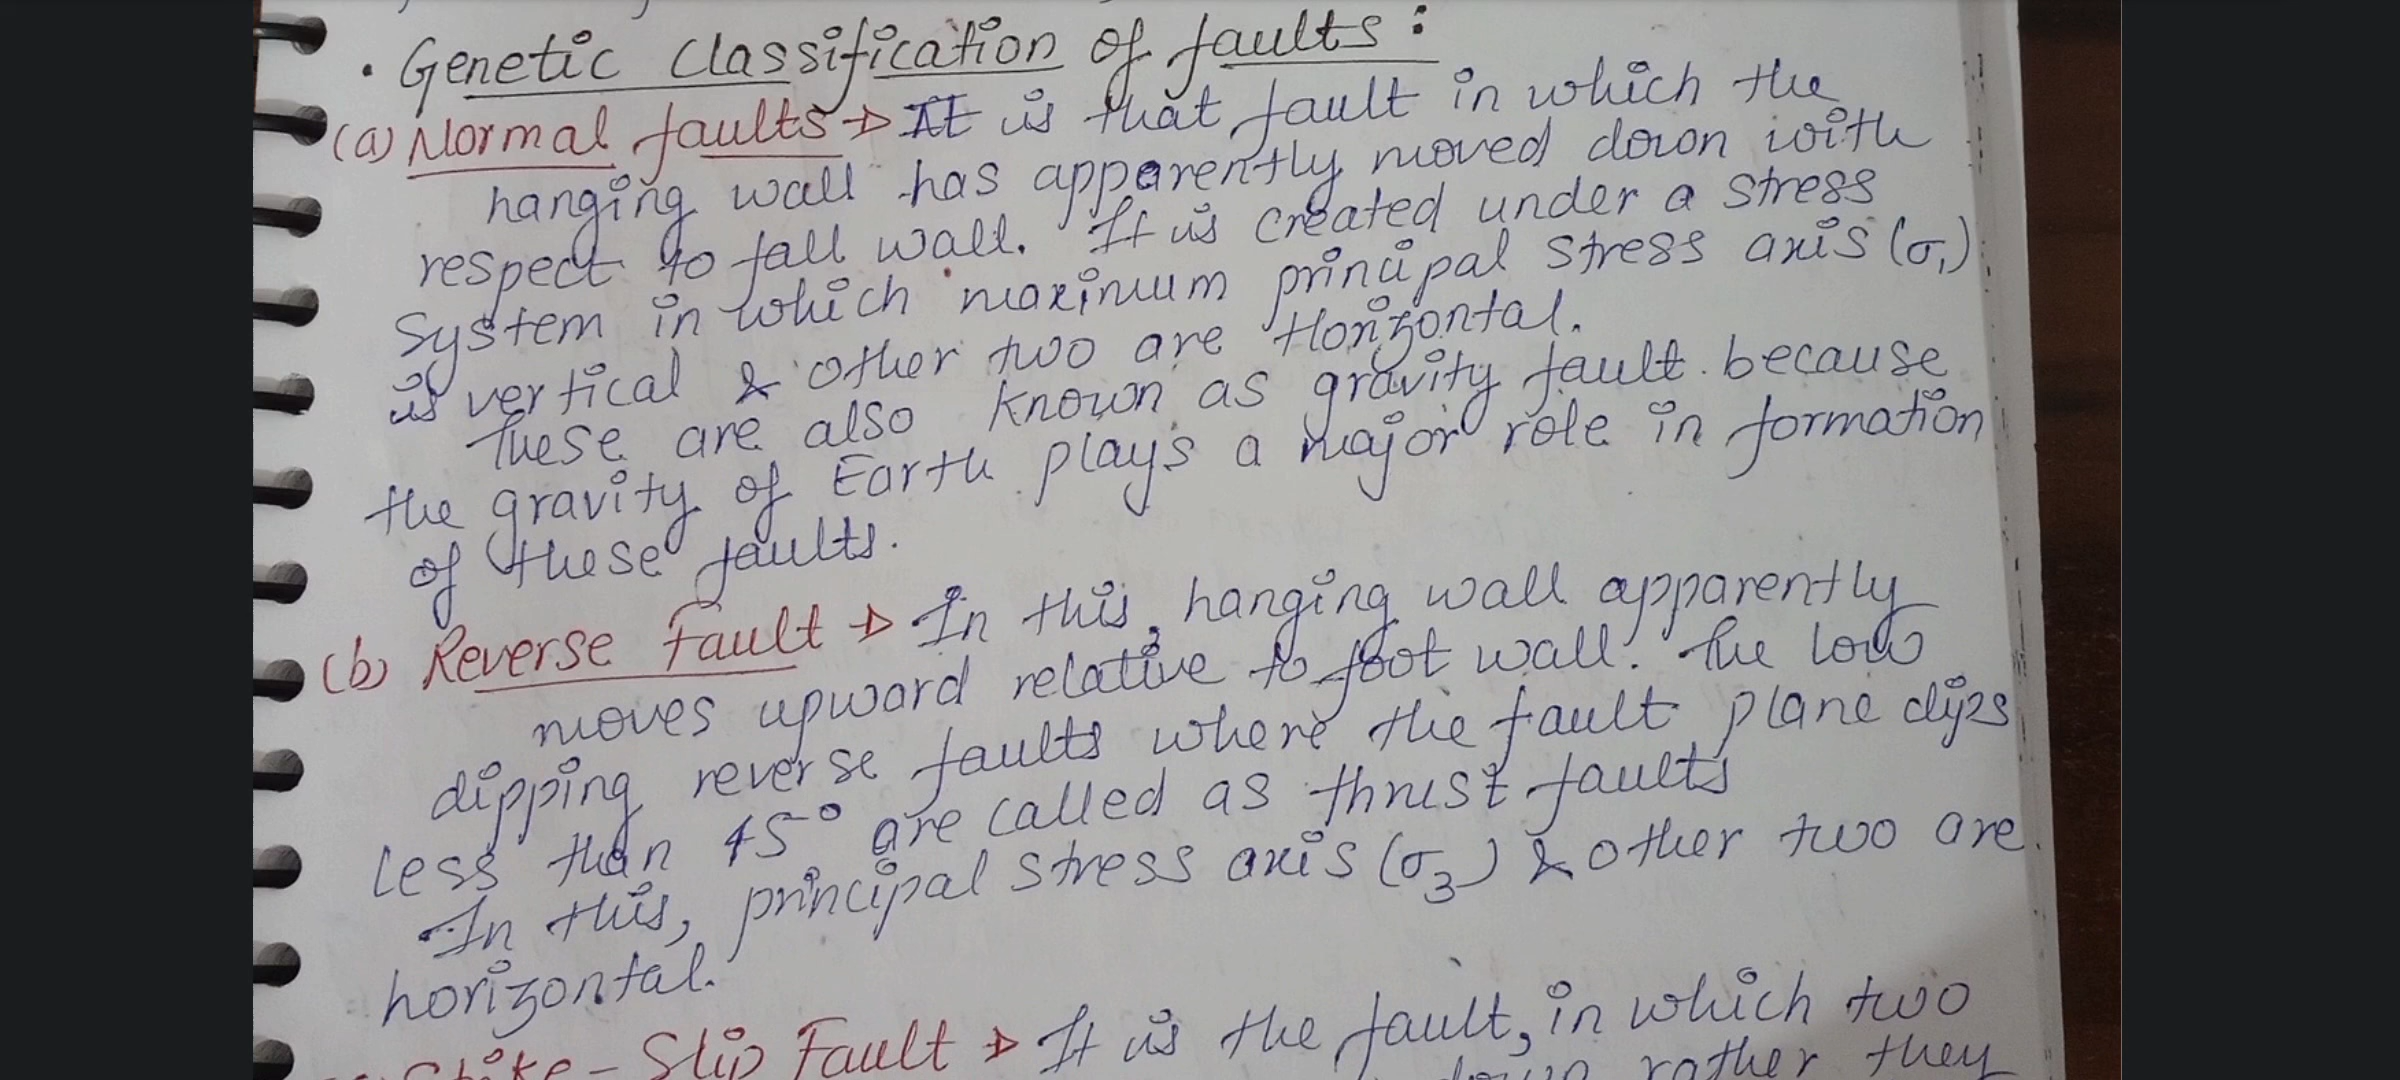 • Genetic Classification of faults :
(a) Normal faults → It is that fault in which the
hanging wall has apparently moved down with
respect to fall wall. It is created under a stress
System in which maximum principal stress axis (σ₁)
is vertical & other two are Horizontal.
These are also known as gravity fault because
the gravity of Earth plays a major role in formation
of these faults.
(b) Reverse Fault → In this, hanging wall apparently
moves upward relative to foot wall. The low
dipping reverse faults where the fault plane dips
less than 45° are called as thrust faults
In this, principal stress axis (σ₃) & other two are
horizontal.
Stike-Slip Fault → It is the fault, in which two
down rather they